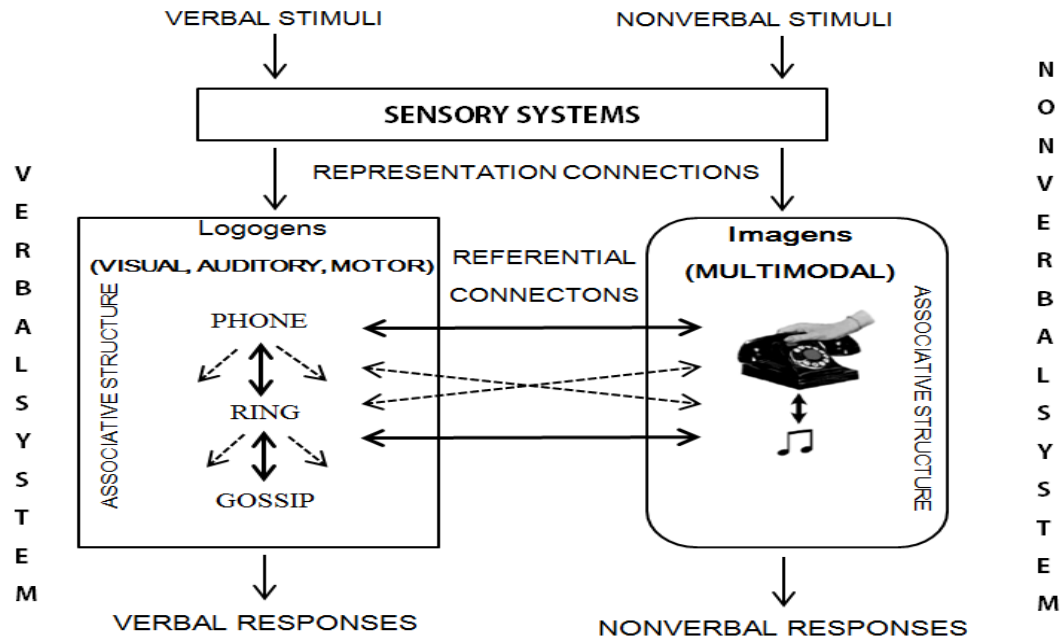 VERBAL STIMULI
NONVERBAL STIMULI
SENSORY SYSTEMS
REPRESENTATION CONNECTIONS
VERBAL SYSTEM
Logogens
(VISUAL, AUDITORY, MOTOR)
ASSOCIATIVE STRUCTURE
PHONE
RING
GOSSIP
REFERENTIAL
CONNECTONS
Imagens
(MULTIMODAL)
ASSOCIATIVE STRUCTURE
NONVERBAL SYSTEM
VERBAL RESPONSES
NONVERBAL RESPONSES